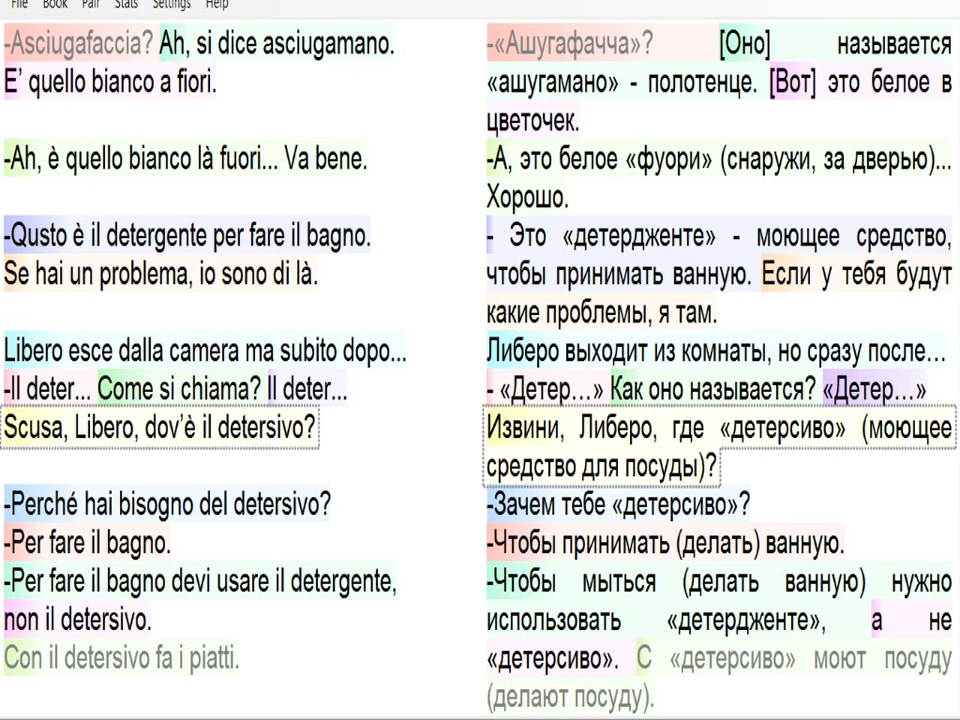 File Book Pair Stats Settings Help
-Asciugafaccia? Ah, si dice asciugamano.
E’ quello bianco a fiori.
-Ah, è quello bianco là fuori... Va bene.
-Qusto è il detergente per fare il bagno.
Se hai un problema, io sono di là.
Libero esce dalla camera ma subito dopo...
-Il deter... Come si chiama? Il deter...
Scusa, Libero, dov’è il detersivo?
-Perché hai bisogno del detersivo?
-Per fare il bagno.
-Per fare il bagno devi usare il detergente,
non il detersivo.
Con il detersivo fa i piatti.
-«Ашугафачча»? [Оно] называется
«ашугамано» - полотенце. [Вот] это белое в
цветочек.
-А, это белое «фуори» (снаружи, за дверью)...
Хорошо.
- Это «детердженте» - моющее средство,
чтобы принимать ванную. Если у тебя будут
какие проблемы, я там.
Либеро выходит из комнаты, но сразу после…
- «Детер…» Как оно называется? «Детер…»
Извини, Либеро, где «детерсиво» (моющее
средство для посуды)?
-Зачем тебе «детерсиво»?
-Чтобы принимать (делать) ванную.
-Чтобы мыться (делать ванную) нужно
использовать «детердженте», а не
«детерсиво». С «детерсиво» моют посуду
(делают посуду).